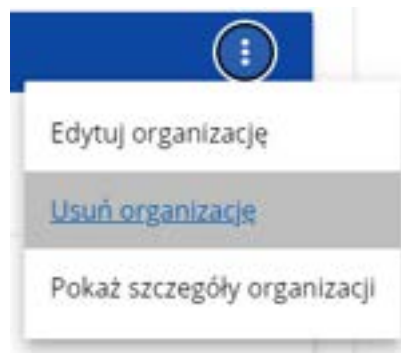 Edytuj organizację
Usuń organizację
Pokaż szczegóły organizacji